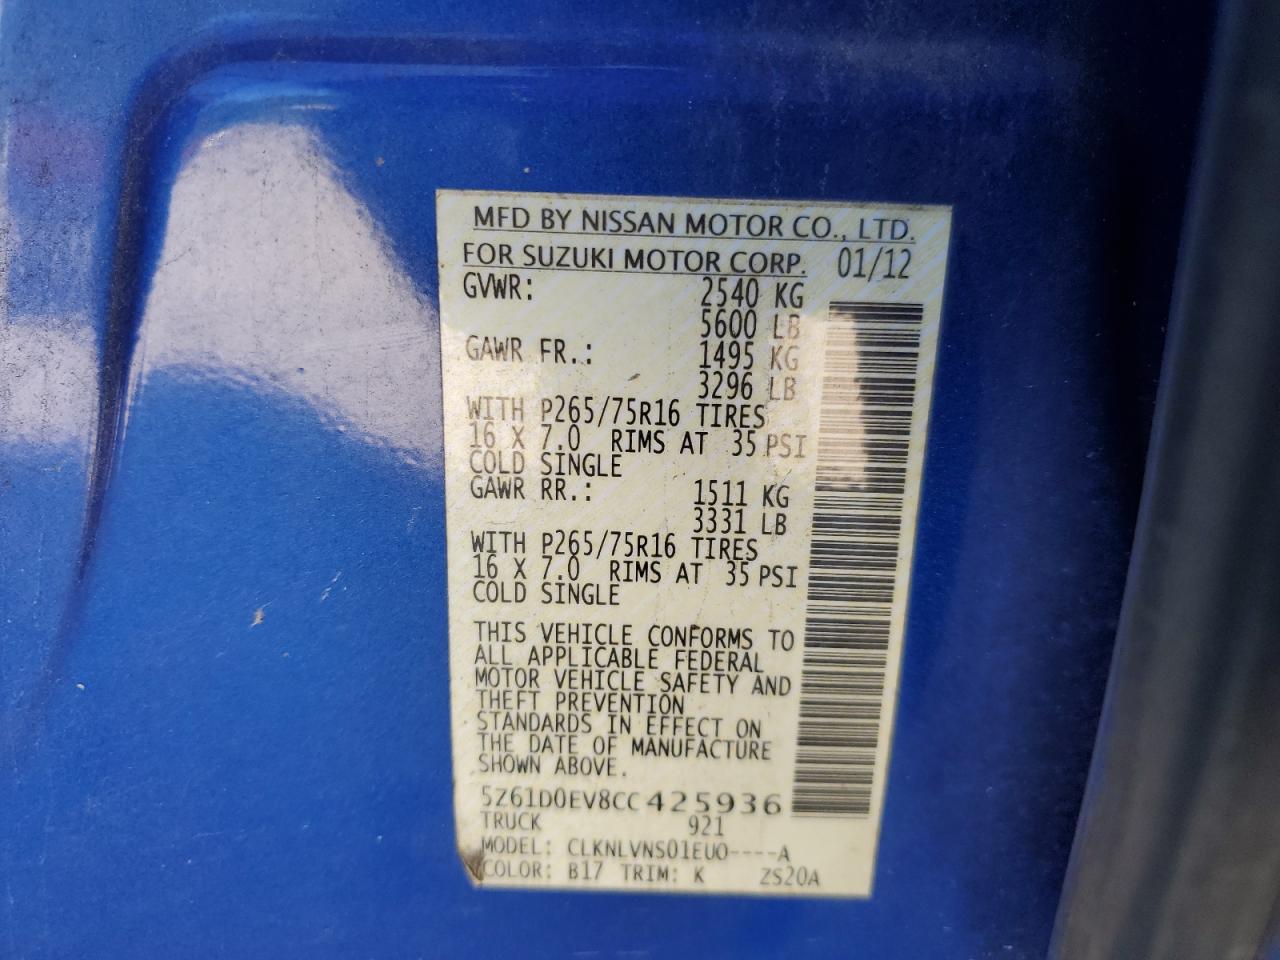 MFD BY NISSAN MOTOR CO., LTD.
FOR SUZUKI MOTOR CORP. 01/12
GVWR: 2540 KG
5600 LB
GAWR FR.: 1495 KG
3296 LB
WITH P265/75R16 TIRES
16 X 7.0 RIMS AT 35 PSI
COLD SINGLE
GAWR RR.: 1511 KG
3331 LB
WITH P265/75R16 TIRES
16 X 7.0 RIMS AT 35 PSI
COLD SINGLE
THIS VEHICLE CONFORMS TO
ALL APPLICABLE FEDERAL
MOTOR VEHICLE SAFETY AND
THEFT PREVENTION
STANDARDS IN EFFECT ON
THE DATE OF MANUFACTURE
SHOWN ABOVE.
5Z61D0EV8CC425936
TRUCK 921
MODEL: CLKNLVNS01EUO----A
COLOR: B17 TRIM: K ZS20A